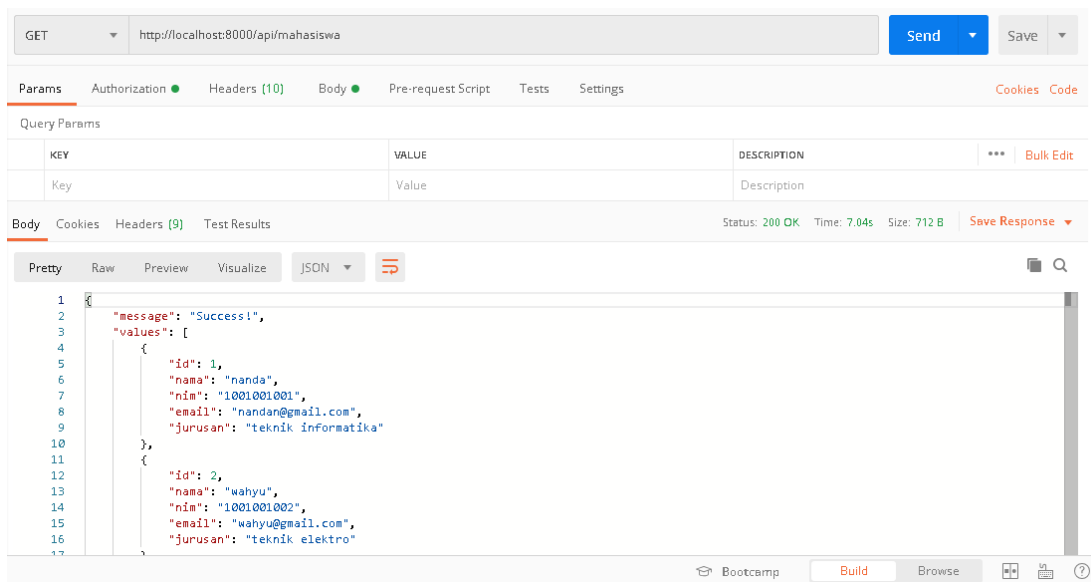 GET http://localhost:8000/api/mahasiswa Send Save
Params Authorization Headers (10) Body Pre-request Script Tests Settings Cookies Code
Query Params
KEY VALUE DESCRIPTION ••• Bulk Edit
Key Value Description
Body Cookies Headers (9) Test Results Status: 200 OK Time: 7.04s Size: 712 B Save Response
Pretty Raw Preview Visualize JSON
1 {
2 "message": "Success!",
3 "values": [
4 {
5 "id": 1,
6 "nama": "nanda",
7 "nim": "1001001001",
8 "email": "nandan@gmail.com",
9 "jurusan": "teknik informatika"
10 },
11 {
12 "id": 2,
13 "nama": "wahyu",
14 "nim": "1001001002",
15 "email": "wahyu@gmail.com",
16 "jurusan": "teknik elektro"
17 }
Bootcamp Build Browse ?